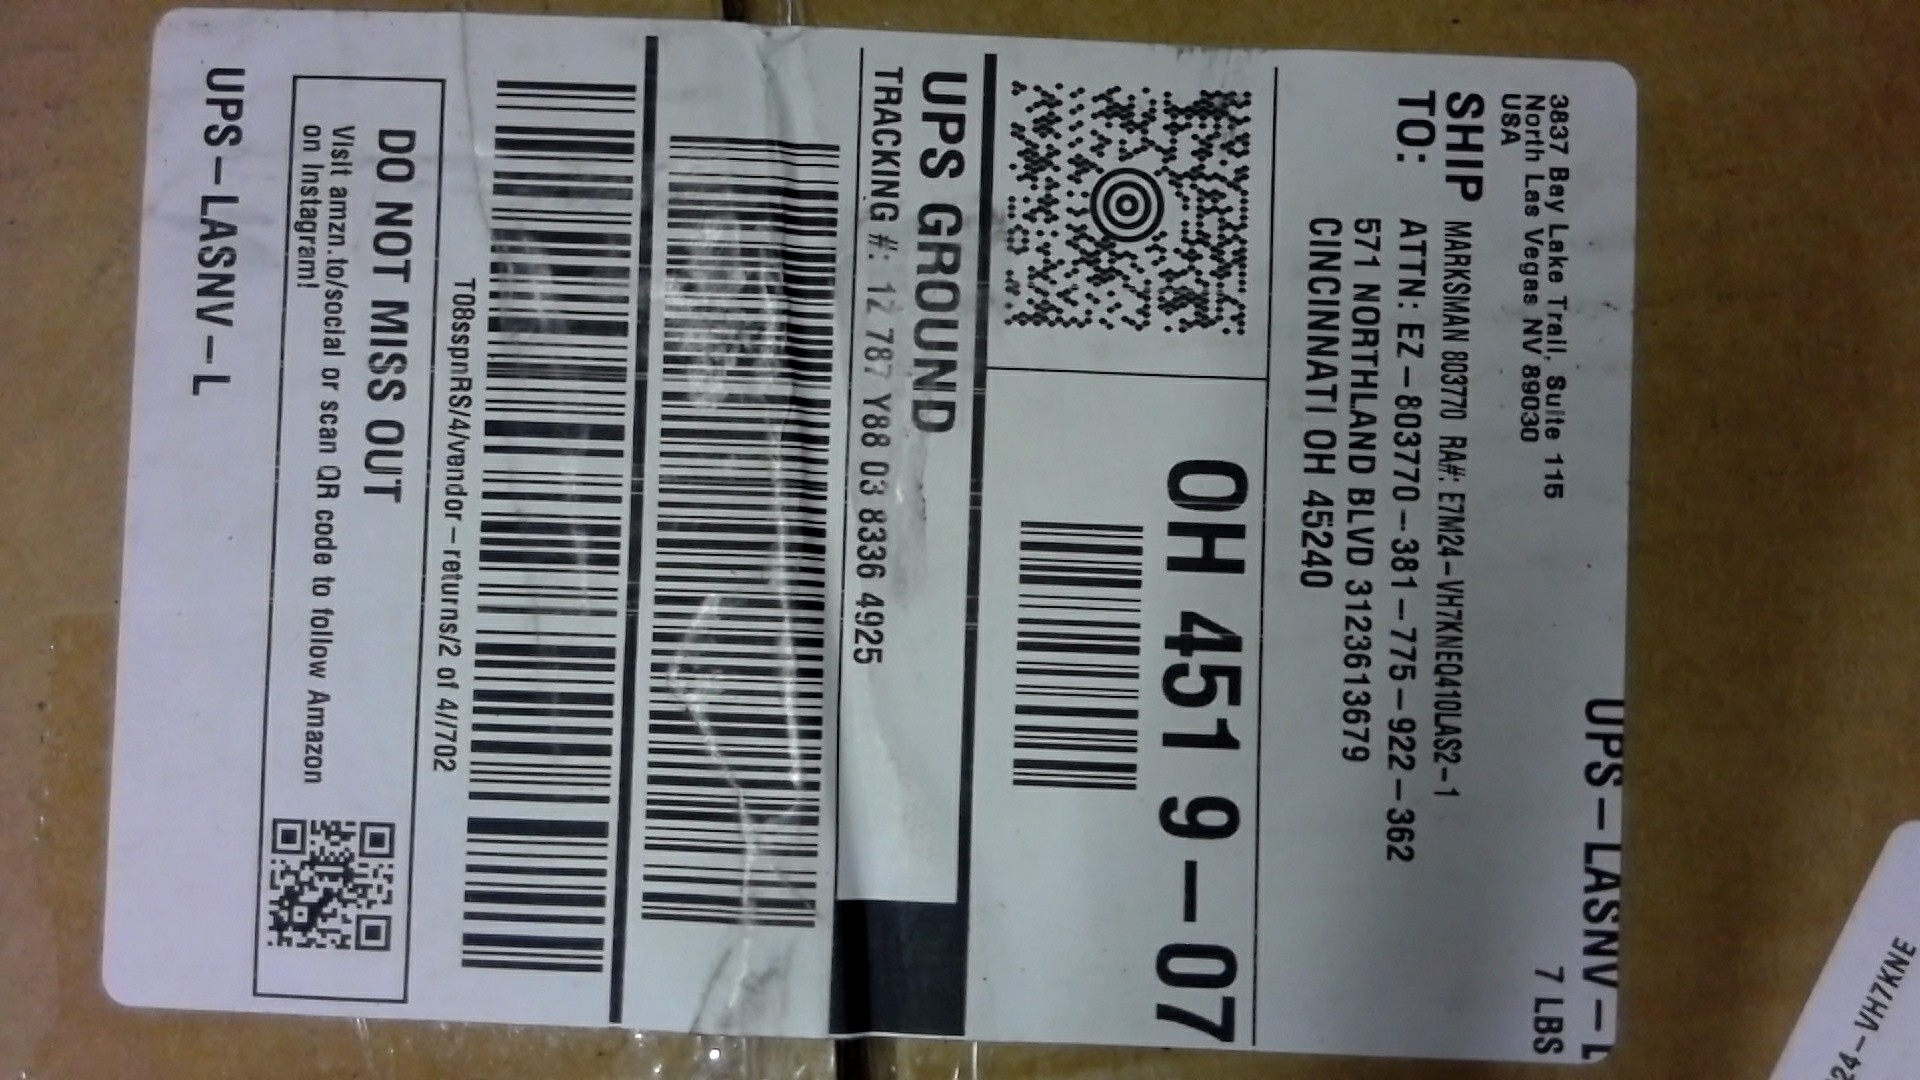 UPS-LASNV-L
7 LBS
3837 Bay Lake Trail, Suite 115
North Las Vegas NV 89030
USA
SHIP TO:
MARKSMAN 803770 RA#: E7M24-VH7KNEQ410LAS2-1
ATTN: EZ-803770-381-775-922-362
571 NORTHLAND BLVD 3123613679
CINCINNATI OH 45240
OH 451 9-07
UPS GROUND
TRACKING #: 1Z 787 Y88 03 8336 4925
T08sspnRS/4/vendor-returns/2 of 4//702
DO NOT MISS OUT
Visit amzn.to/social or scan QR code to follow Amazon
on Instagram!
UPS-LASNV-L
24-VH7KNE